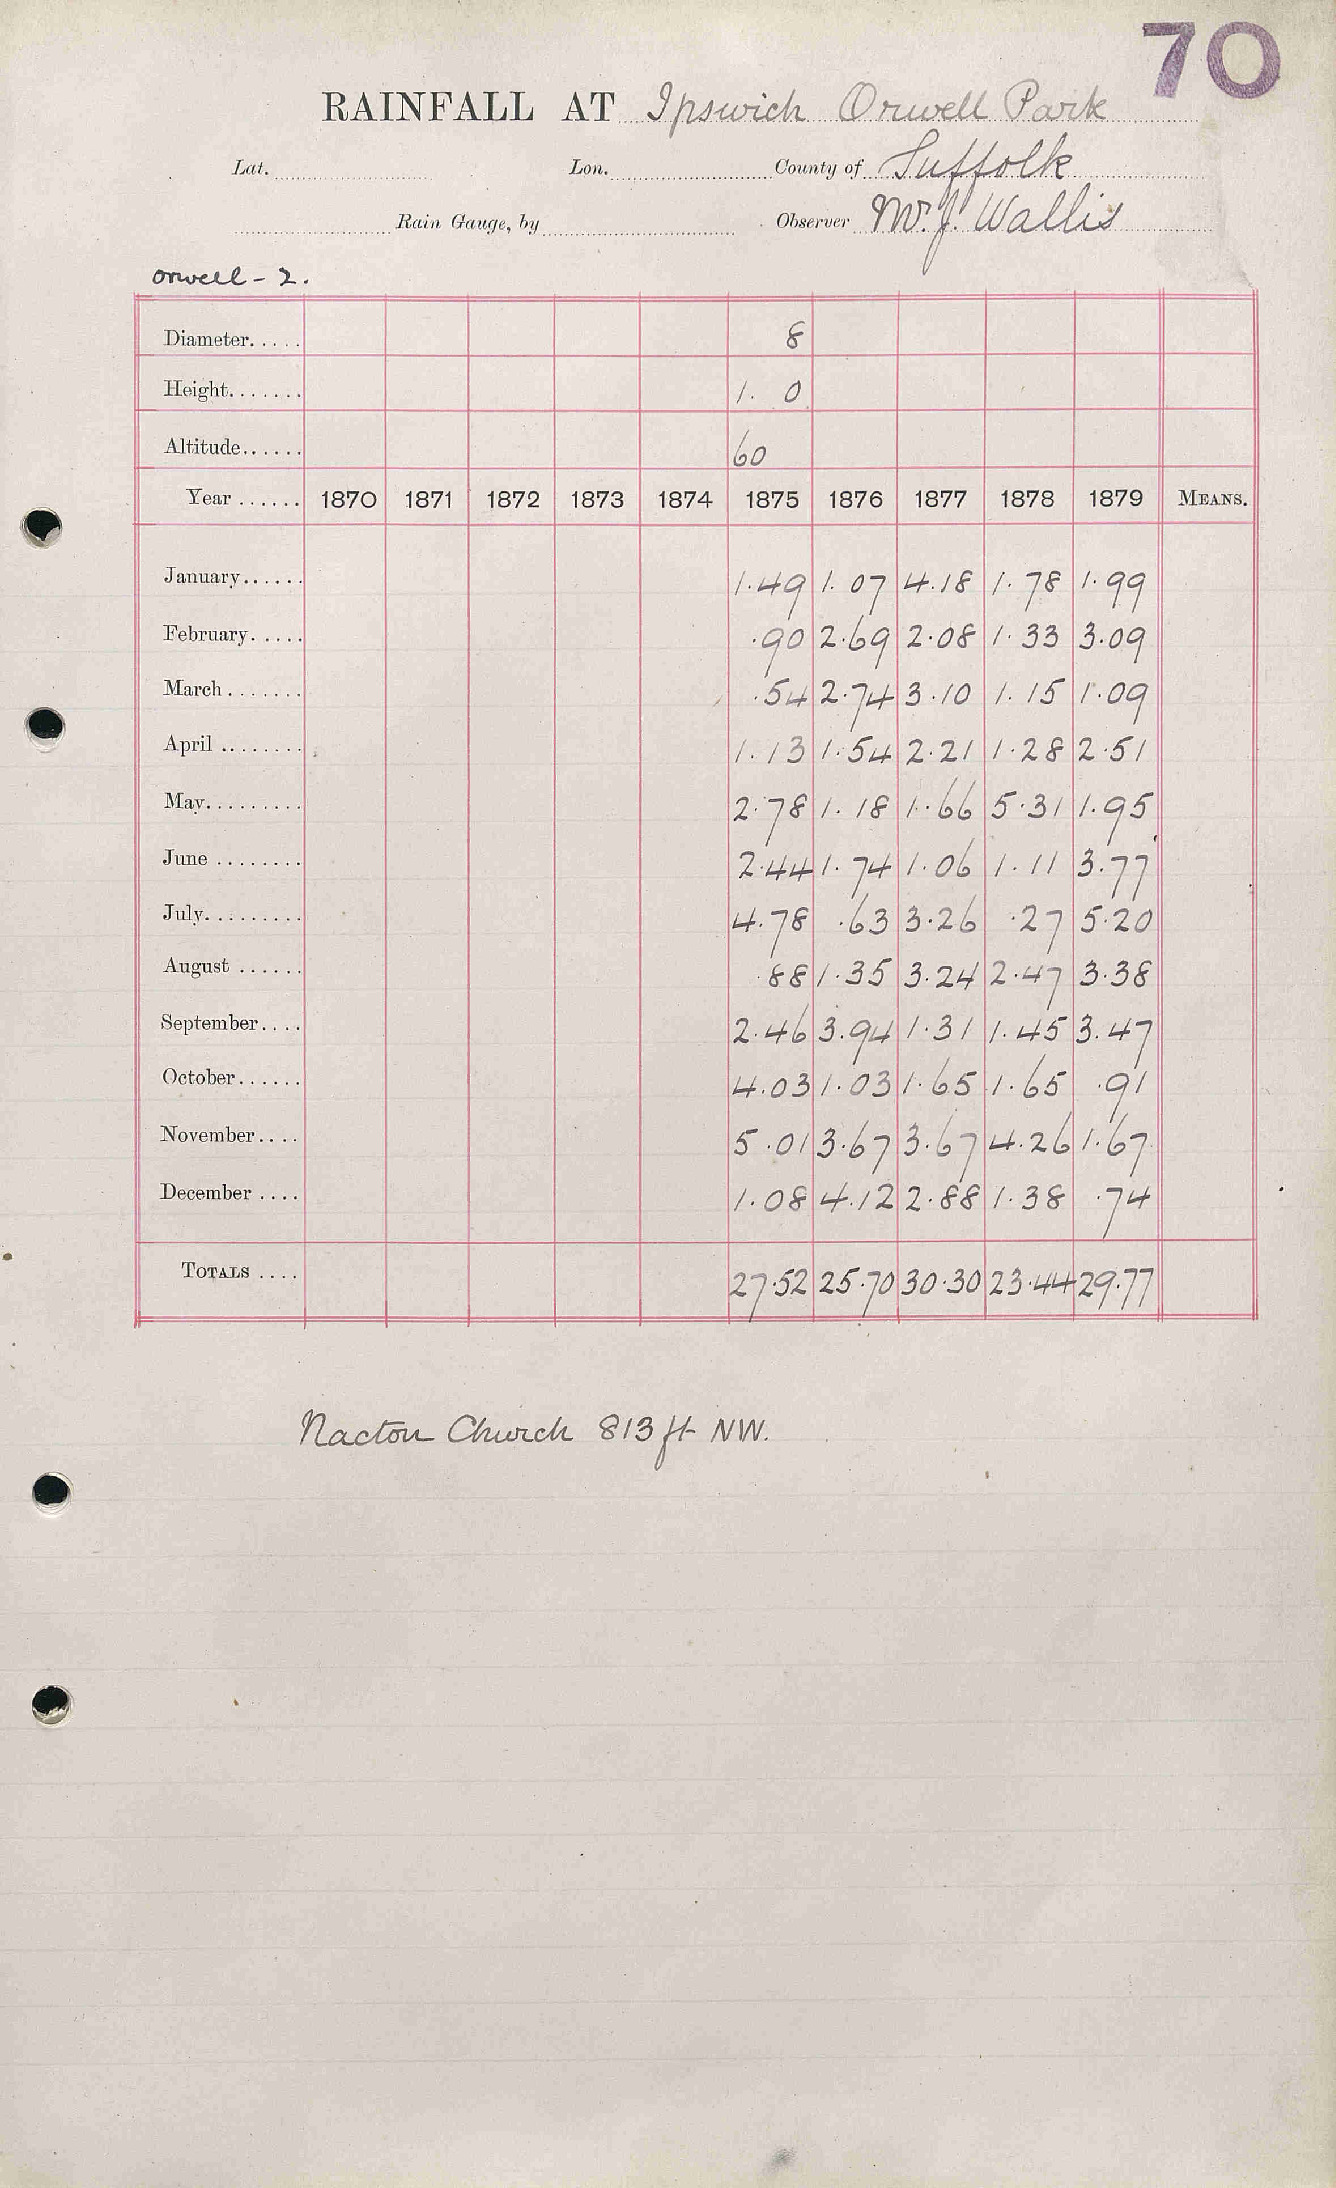 70
RAINFALL AT Ipswich Orwell Park
Lat. Lon. County of Suffolk
Rain Gauge, by Observer Mr. J. Wallis
Orwell - 2.
Diameter..... 8
Height....... 1. 0
Altitude...... 60
Year ...... 1870 1871 1872 1873 1874 1875 1876 1877 1878 1879 MEANS.
January...... 1.49 1.07 4.18 1.78 1.99
February..... .90 2.69 2.08 1.33 3.09
March....... .54 2.74 3.10 1.15 1.09
April ........ 1.13 1.54 2.21 1.28 2.51
May......... 2.78 1.18 1.66 5.31 1.95
June ........ 2.44 1.74 1.06 1.11 3.77
July......... 4.78 .63 3.26 .27 5.20
August ...... .88 1.35 3.24 2.47 3.38
September.... 2.46 3.94 1.31 1.45 3.47
October...... 4.03 1.03 1.65 1.65 .91
November.... 5.01 3.67 3.67 4.26 1.67
December .... 1.08 4.12 2.88 1.38 .74
TOTALS .... 27.52 25.70 30.30 23.44 29.77
Nacton Church 813 ft NW.